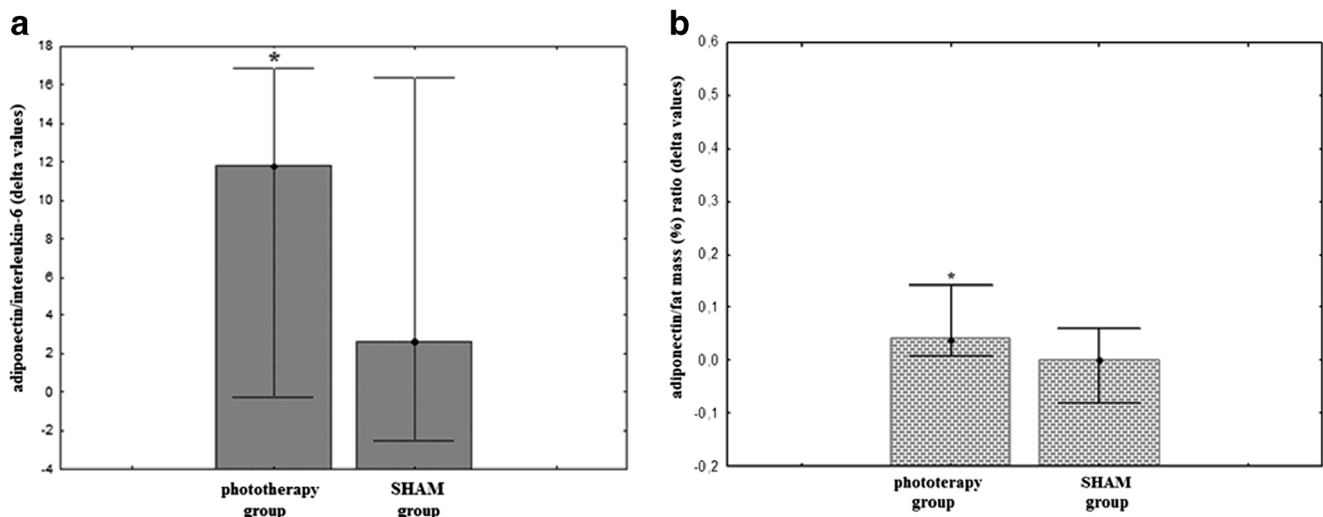 a
adiponectin/interleukin-6 (delta values)
18
16
14
12
10
8
6
4
2
0
-2
-4
*
phototherapy
group
SHAM
group
b
adiponectin/fat mass (%) ratio (delta values)
0,6
0,5
0,4
0,3
0,2
0,1
0,0
-0,1
-0,2
*
phototerapy
group
SHAM
group